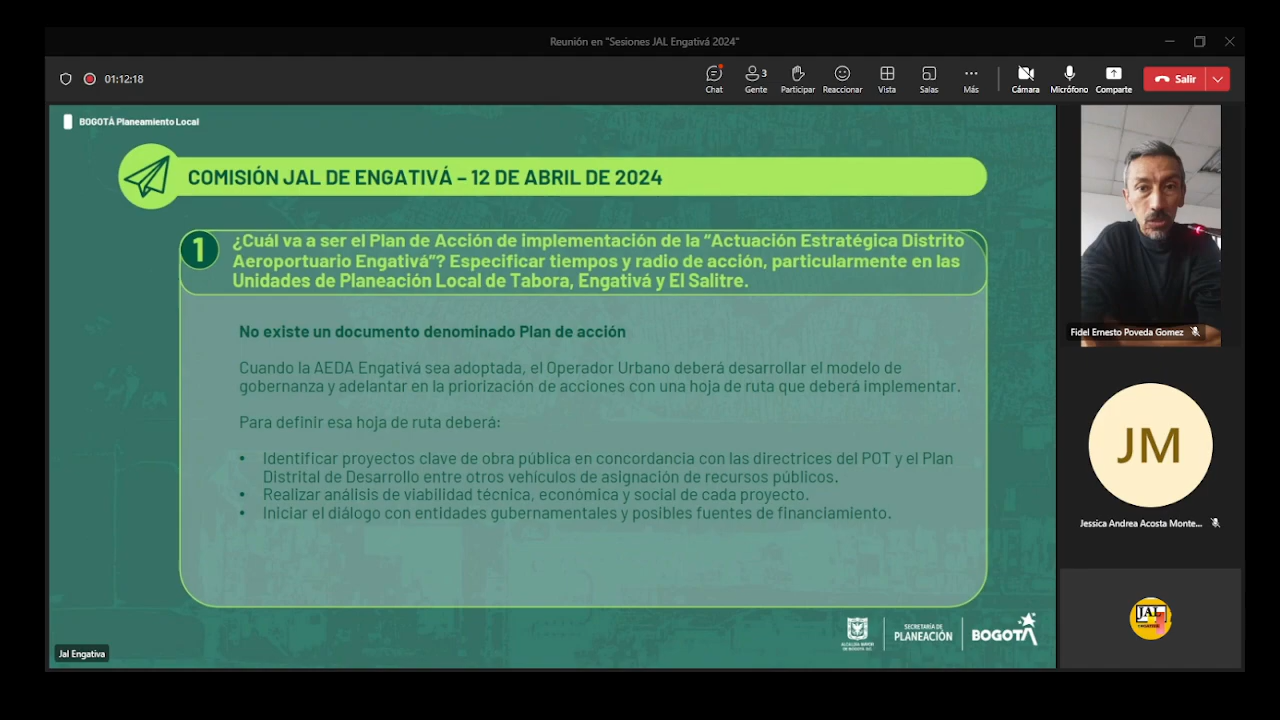 Reunión en "Sesiones JAL Engativá 2024"
01:12:18
Chat
Gente
3
Participar
Reaccionar
Vista
Salas
Más
Cámara
Micrófono
Comparte
Salir
BOGOTÀ Planeamiento Local
COMISIÓN JAL DE ENGATIVÁ – 12 DE ABRIL DE 2024
1
¿Cuál va a ser el Plan de Acción de implementación de la "Actuación Estratégica Distrito
Aeroportuario Engativá"? Especificar tiempos y radio de acción, particularmente en las
Unidades de Planeación Local de Tabora, Engativá y El Salitre.
No existe un documento denominado Plan de acción
Cuando la AEDA Engativá sea adoptada, el Operador Urbano deberá desarrollar el modelo de
gobernanza y adelantar en la priorización de acciones con una hoja de ruta que deberá implementar.
Para definir esa hoja de ruta deberá:
• Identificar proyectos clave de obra pública en concordancia con las directrices del POT y el Plan
Distrital de Desarrollo entre otros vehículos de asignación de recursos públicos.
• Realizar análisis de viabilidad técnica, económica y social de cada proyecto.
• Iniciar el diálogo con entidades gubernamentales y posibles fuentes de financiamiento.
ALCALDÍA MAYOR
DE BOGOTÁ D.C.
SECRETARÍA DE
PLANEACIÓN
BOGOTÁ
Jal Engativa
Fidel Ernesto Poveda Gomez
JM
Jessica Andrea Acosta Monte...
JAL